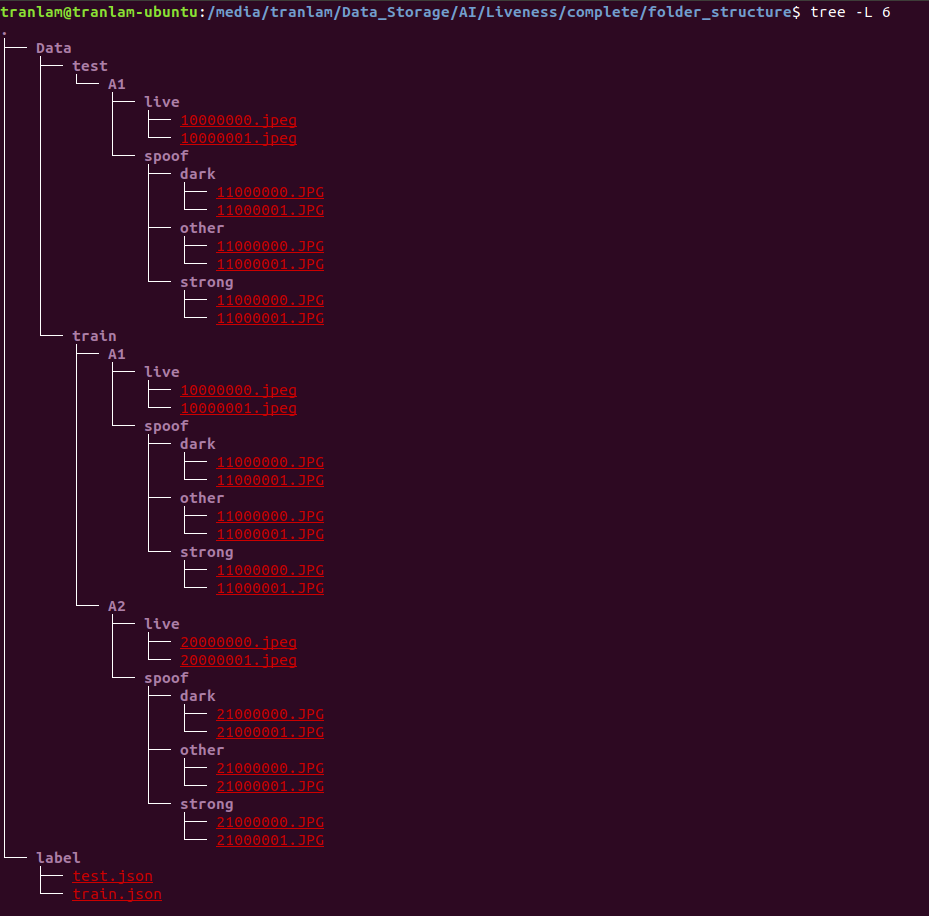 tranlam@tranlam-ubuntu:/media/tranlam/Data_Storage/AI/Liveness/complete/folder_structure$ tree -L 6
.
├── Data
│   ├── test
│   │   └── A1
│   │       ├── live
│   │       │   ├── 10000000.jpeg
│   │       │   └── 10000001.jpeg
│   │       └── spoof
│   │           ├── dark
│   │           │   ├── 11000000.JPG
│   │           │   └── 11000001.JPG
│   │           ├── other
│   │           │   ├── 11000000.JPG
│   │           │   └── 11000001.JPG
│   │           └── strong
│   │               ├── 11000000.JPG
│   │               └── 11000001.JPG
│   └── train
│       ├── A1
│       │   ├── live
│       │   │   ├── 10000000.jpeg
│       │   │   └── 10000001.jpeg
│       │   └── spoof
│       │       ├── dark
│       │       │   ├── 11000000.JPG
│       │       │   └── 11000001.JPG
│       │       ├── other
│       │       │   ├── 11000000.JPG
│       │       │   └── 11000001.JPG
│       │       └── strong
│       │           ├── 11000000.JPG
│       │           └── 11000001.JPG
│       └── A2
│           ├── live
│           │   ├── 20000000.jpeg
│           │   └── 20000001.jpeg
│           └── spoof
│               ├── dark
│               │   ├── 21000000.JPG
│               │   └── 21000001.JPG
│               ├── other
│               │   ├── 21000000.JPG
│               │   └── 21000001.JPG
│               └── strong
│                   ├── 21000000.JPG
│                   └── 21000001.JPG
└── label
    ├── test.json
    └── train.json